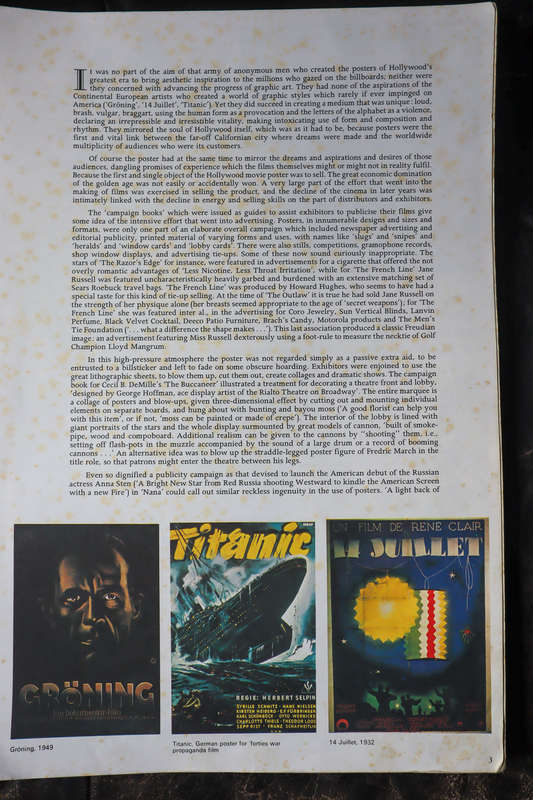 It was no part of the aim of that army of anonymous men who created the posters of Hollywood's
greatest era to bring aesthetic inspiration to the millions who gazed on the billboards; neither were
they concerned with advancing the progress of graphic art. They had none of the aspirations of the
Continental European artists who created a world of graphic styles which rarely if ever impinged on
America ('Gröning', '14 Juillet', 'Titanic'). Yet they did succeed in creating a medium that was unique: loud,
brash, vulgar, braggart, using the human form as a provocation and the letters of the alphabet as a violence,
declaring an irrepressible and irresistible vitality, making intoxicating use of form and composition and
rhythm. They mirrored the soul of Hollywood itself, which was as it had to be, because posters were the
first and vital link between the far-off Californian city where dreams were made and the worldwide
multiplicity of audiences who were its customers.
Of course the poster had at the same time to mirror the dreams and aspirations and desires of those
audiences, dangling promises of experience which the films themselves might or might not in reality fulfil.
Because the first and single object of the Hollywood movie poster was to sell. The great economic domination
of the golden age was not easily or accidentally won. A very large part of the effort that went into the
making of films was exercised in selling the product, and the decline of the cinema in later years was
intimately linked with the decline in energy and selling skills on the part of distributors and exhibitors.
The 'campaign books' which were issued as guides to assist exhibitors to publicise their films give
some idea of the intensive effort that went into advertising. Posters, in innumerable designs and sizes and
formats, were only one part of an elaborate overall campaign which included newspaper advertising and
editorial publicity, printed material of varying forms and uses, with names like 'slugs' and 'snipes' and
'heralds' and 'window cards' and 'lobby cards'. There were also stills, competitions, gramophone records,
shop window displays, and advertising tie-ups. Some of these now sound curiously inappropriate. The
stars of 'The Razor's Edge' for instance, were featured in advertisements for a cigarette that offered the not
overly romantic advantages of 'Less Nicotine, Less Throat Irritation', while for 'The French Line' Jane
Russell was featured uncharacteristically heavily garbed and burdened with an extensive matching set of
Sears Roebuck travel bags. 'The French Line' was produced by Howard Hughes, who seems to have had a
special taste for this kind of tie-up selling. At the time of 'The Outlaw' it is true he had sold Jane Russell on
the strength of her physique alone (her breasts seemed appropriate to the age of 'secret weapons'); for 'The
French Line' she was featured inter al., in the advertising for Coro Jewelry, Sun Vertical Blinds, Lanvin
Perfume, Black Velvet Cocktail, Deeco Patio Furniture, Brach's Candy, Motorola products and The Men's
Tie Foundation ('. . . what a difference the shape makes . . .'). This last association produced a classic Freudian
image: an advertisement featuring Miss Russell dexterously using a foot-rule to measure the necktie of Golf
Champion Lloyd Mangrum.
In this high-pressure atmosphere the poster was not regarded simply as a passive extra aid, to be
entrusted to a billsticker and left to fade on some obscure hoarding. Exhibitors were enjoined to use the
great lithographic sheets, to blow them up, cut them out, create collages and dramatic shows. The campaign
book for Cecil B. DeMille's 'The Buccaneer' illustrated a treatment for decorating a theatre front and lobby,
'designed by George Hoffman, ace display artist of the Rialto Theatre on Broadway'. 'The entire marquee is
a collage of posters and blow-ups, given three-dimensional effect by cutting out and mounting individual
elements on separate boards, and hung about with bunting and bayou moss ('A good florist can help you
with this item', or if not, 'moss can be painted or made of crepe'). The interior of the lobby is lined with
giant portraits of the stars and the whole display surmounted by great models of cannon, 'built of smoke-
pipe, wood and compoboard. Additional realism can be given to the cannons by "shooting" them, i.e.,
setting off flash-pots in the muzzle accompanied by the sound of a large drum or a record of booming
cannons . . .' An alternative idea was to blow up the straddle-legged poster figure of Fredric March in the
title role, so that patrons might enter the theatre between his legs.
Even so dignified a publicity campaign as that devised to launch the American debut of the Russian
actress Anna Sten ('A Bright New Star from Red Russia shooting Westward to kindle the American Screen
with a new Fire') in 'Nana' could call out similar reckless ingenuity in the use of posters. 'A light back of
GRÖNING
Ein Dokumentar-Film
Titanic
REGIE: HERBERT SELPIN
SYBILLE SCHMITZ · HANS NIELSEN
KIRSTEN HEIBERG · E.F. FÜRBRINGER
KARL SCHÖNBÖCK · OTTO WERNICKE
CHARLOTTE THIELE · THEODOR LOOS
SEPP RIST · FRANZ SCHAFHEITLIN
UN FILM DE RENE CLAIR
14 JUILLET
Gröning, 1949
Titanic, German poster for 'forties war
propaganda film
14 Juillet, 1932
3